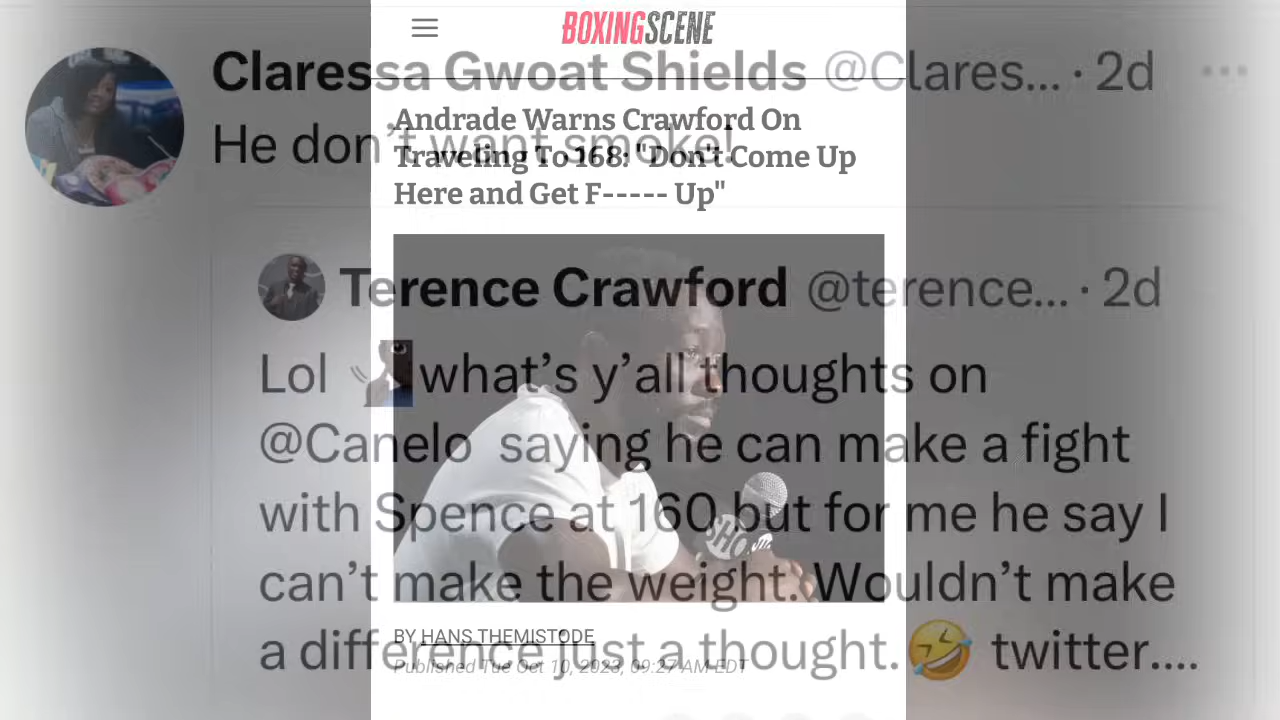 BOXINGSCENE
Claressa Gwoat Shields @Clares... · 2d
He don't want smoke!
Andrade Warns Crawford On
Traveling To 168: "Don't Come Up
Here and Get F----- Up"
Terence Crawford @terence... · 2d
Lol what's y'all thoughts on
@Canelo saying he can make a fight
with Spence at 160 but for me he say I
can't make the weight. Wouldn't make
a difference just a thought. 🤣 twitter....
SHO
BY HANS THEMISTODE
Published Tue Oct 10, 2023, 09:27 AM EDT